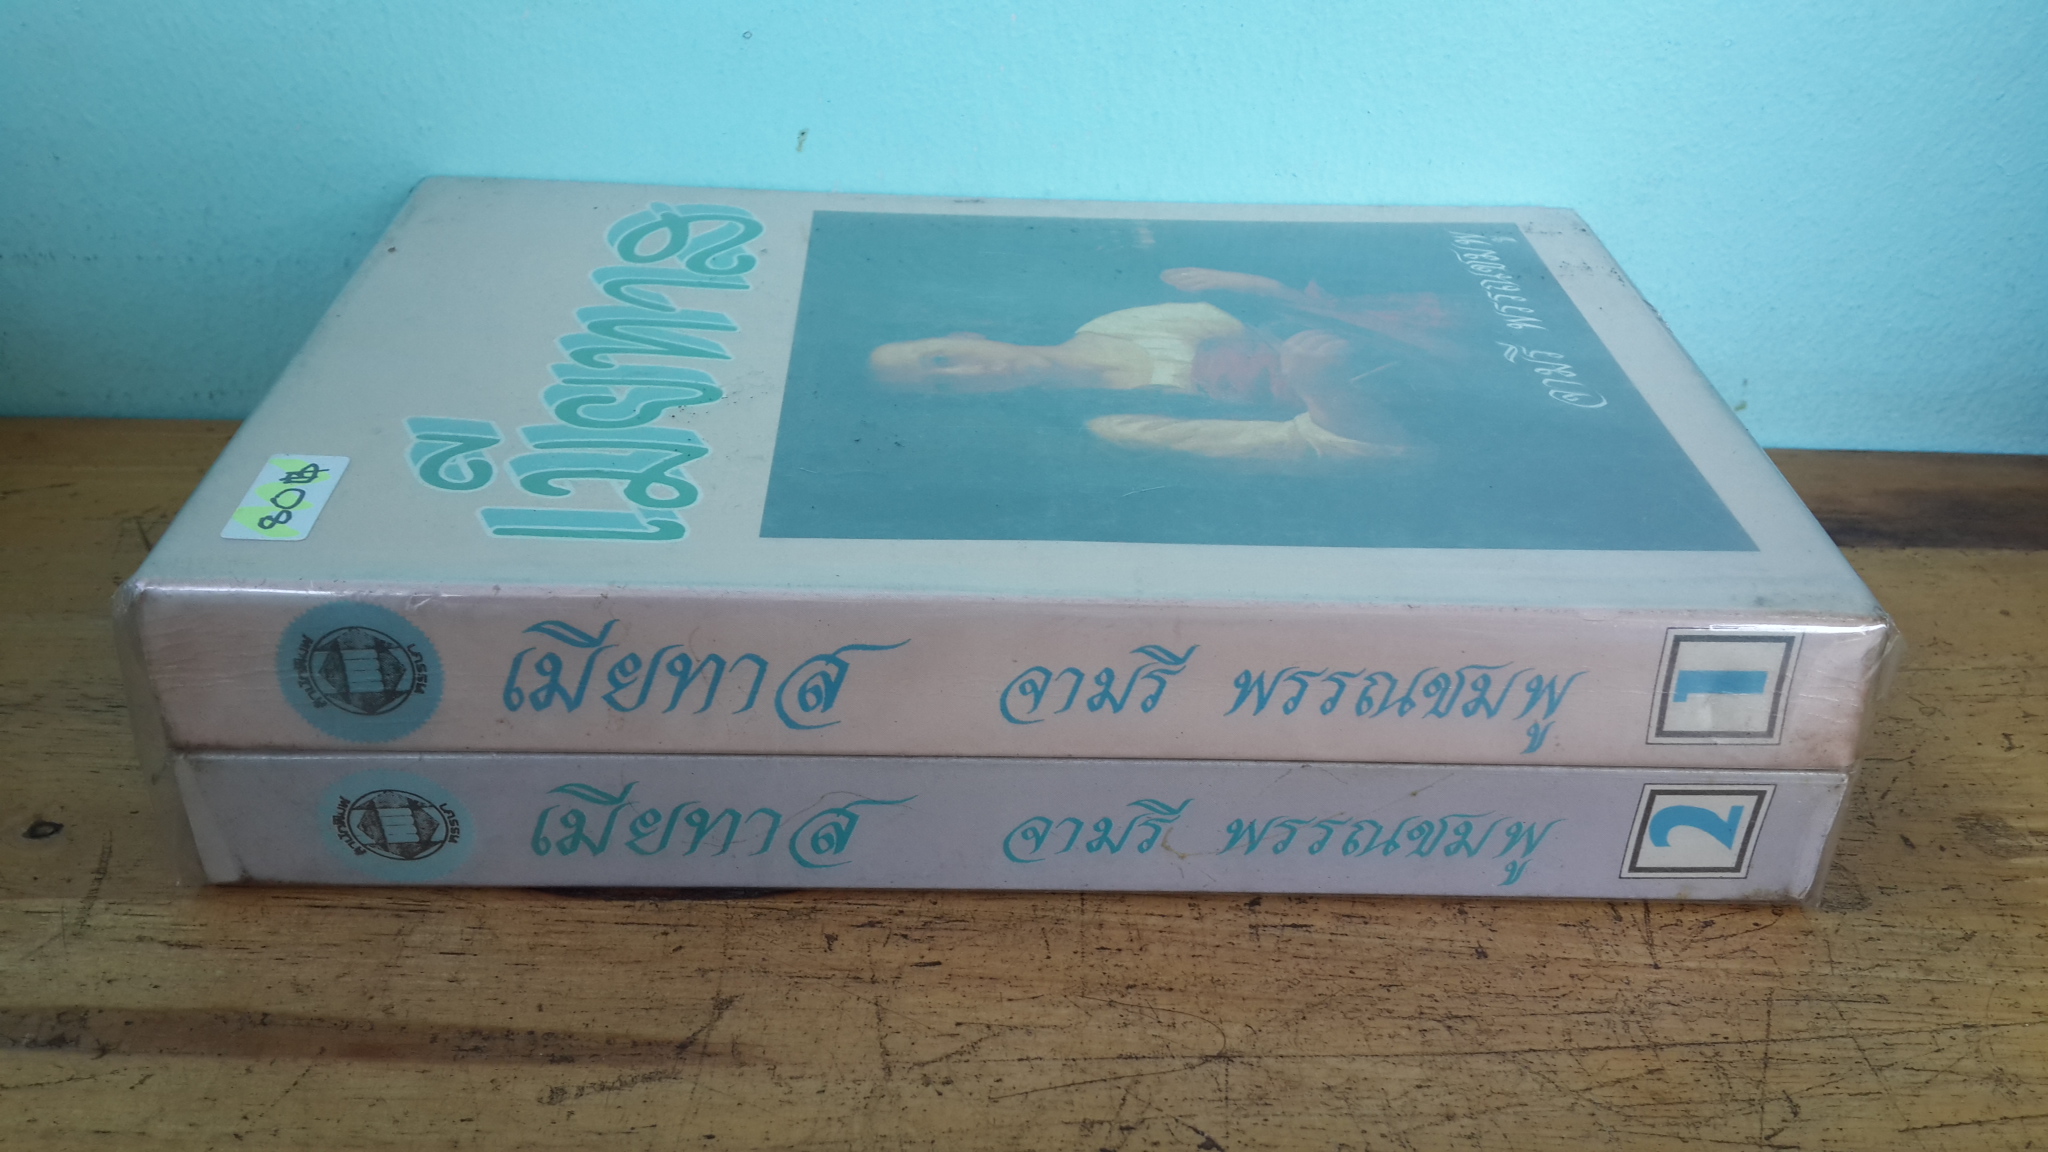 80฿
เมียทาส
จามรี พรรณชมพู
เมียทาส จามรี พรรณชมพู 1
เมียทาส จามรี พรรณชมพู 2